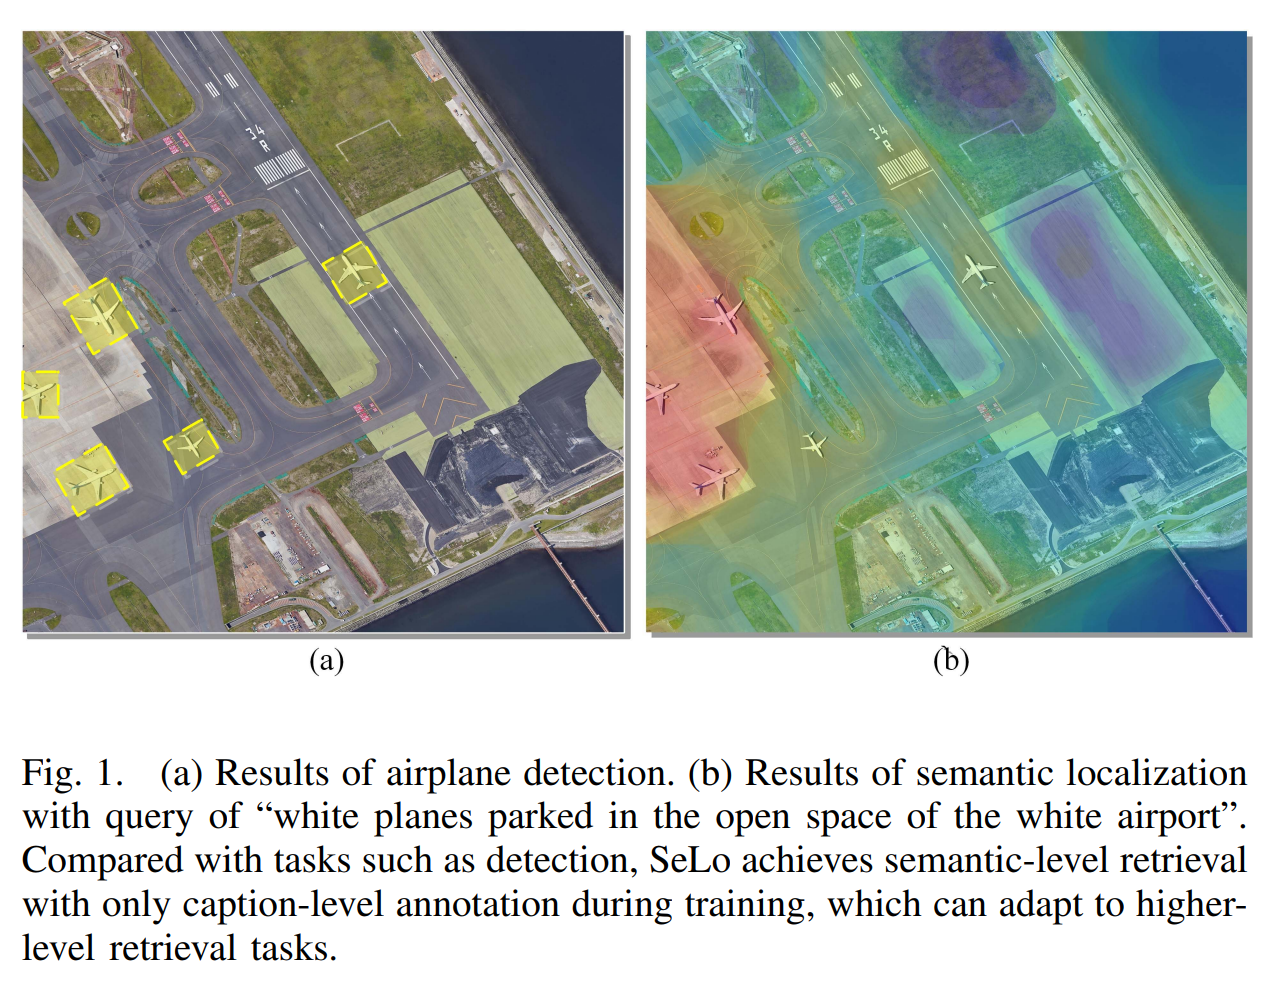 34
R
(a)
(b)
Fig. 1. (a) Results of airplane detection. (b) Results of semantic localization
with query of “white planes parked in the open space of the white airport”.
Compared with tasks such as detection, SeLo achieves semantic-level retrieval
with only caption-level annotation during training, which can adapt to higher-
level retrieval tasks.